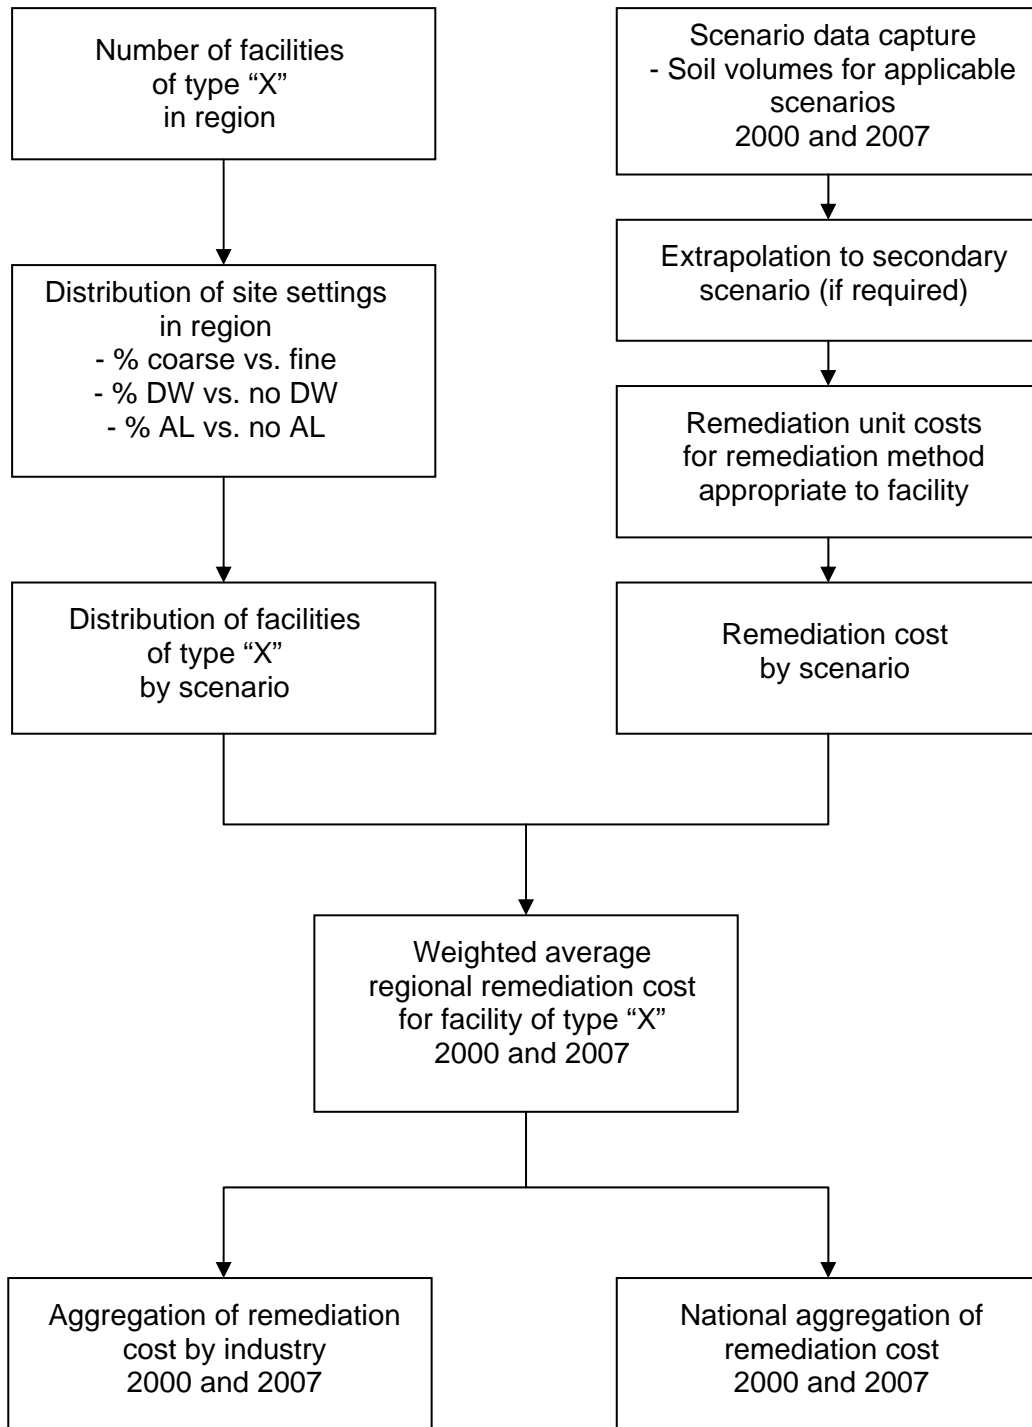 Number of facilities
of type “X”
in region
Distribution of site settings
in region
- % coarse vs. fine
- % DW vs. no DW
- % AL vs. no AL
Distribution of facilities
of type “X”
by scenario
Scenario data capture
- Soil volumes for applicable
scenarios
2000 and 2007
Extrapolation to secondary
scenario (if required)
Remediation unit costs
for remediation method
appropriate to facility
Remediation cost
by scenario
Weighted average
regional remediation cost
for facility of type “X”
2000 and 2007
Aggregation of remediation
cost by industry
2000 and 2007
National aggregation of
remediation cost
2000 and 2007